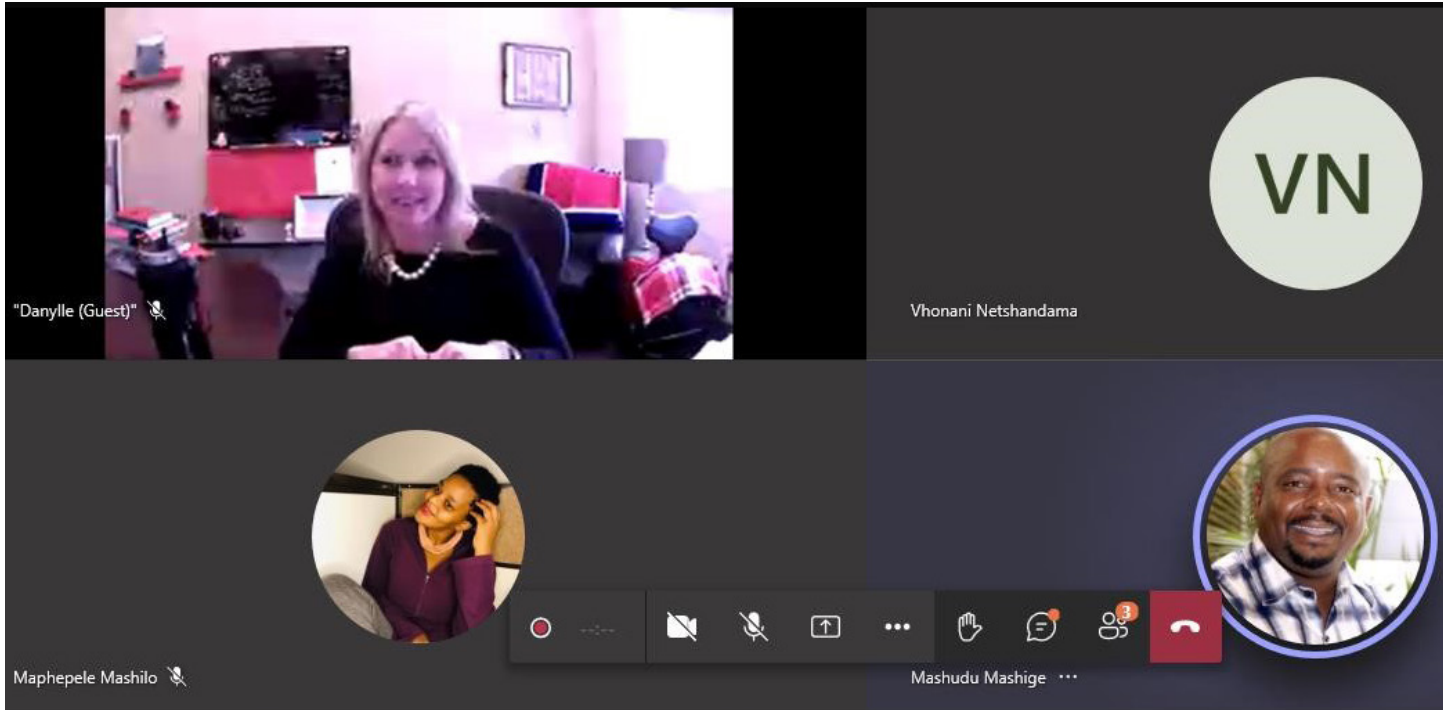 VN
"Danylle (Guest)"
Vhonani Netshandama
--:--
3
Maphepele Mashilo
Mashudu Mashige ···